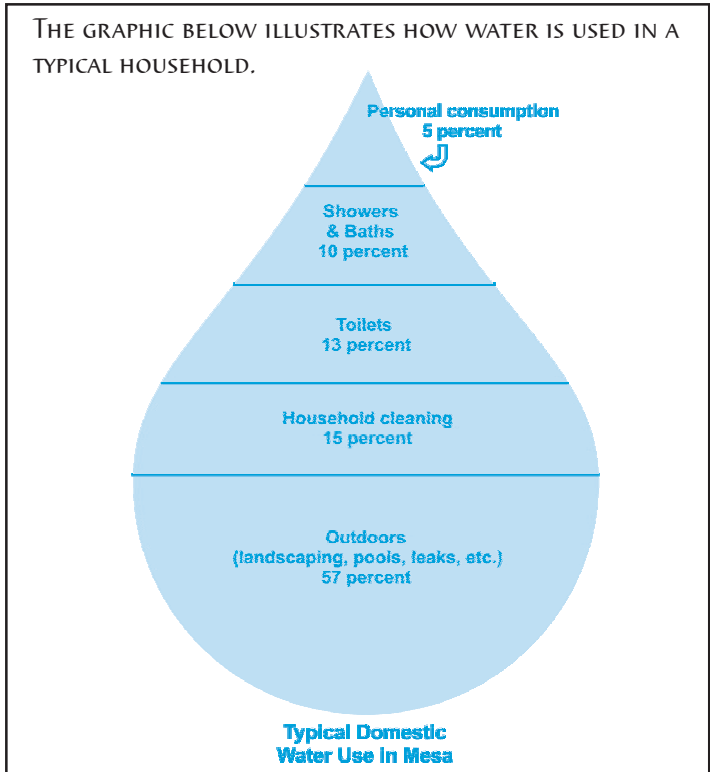 THE GRAPHIC BELOW ILLUSTRATES HOW WATER IS USED IN A
TYPICAL HOUSEHOLD.
Personal consumption
5 percent
Showers
& Baths
10 percent
Toilets
13 percent
Household cleaning
15 percent
Outdoors
(landscaping, pools, leaks, etc.)
57 percent
Typical Domestic
Water Use in Mesa